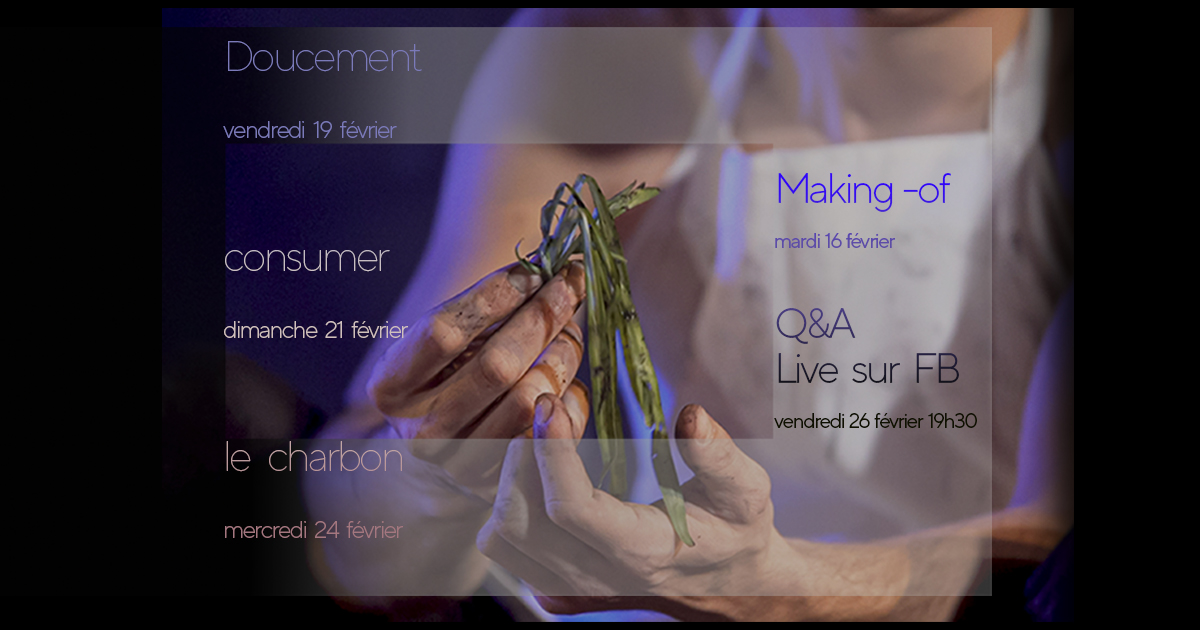 Doucement
vendredi 19 février
consumer
dimanche 21 février
le charbon
mercredi 24 février
Making -of
mardi 16 février
Q&A
Live sur FB
vendredi 26 février 19h30